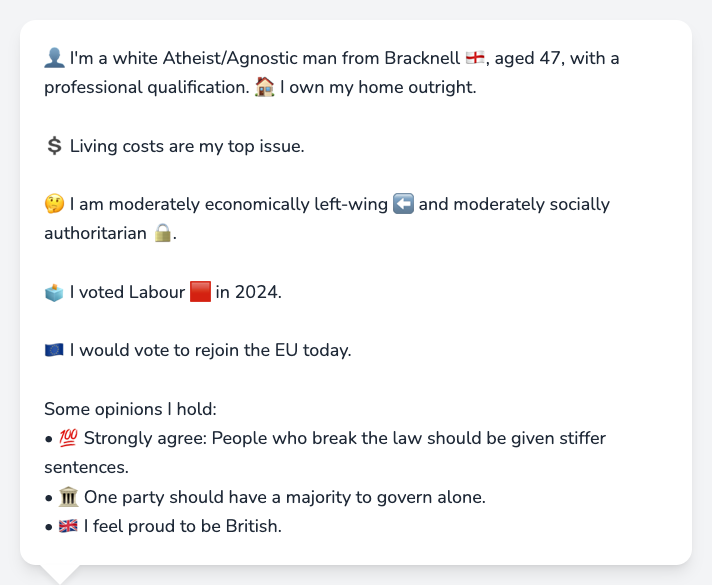 👤 I'm a white Atheist/Agnostic man from Bracknell 🏴󠁧󠁢󠁥󠁮󠁧󠁿, aged 47, with a
professional qualification. 🏠 I own my home outright.
💲 Living costs are my top issue.
🤔 I am moderately economically left-wing ⬅️ and moderately socially
authoritarian 🔒.
🗳️ I voted Labour 🟥 in 2024.
🇪🇺 I would vote to rejoin the EU today.
Some opinions I hold:
• 💯 Strongly agree: People who break the law should be given stiffer
sentences.
• 🏛️ One party should have a majority to govern alone.
• 🇬🇧 I feel proud to be British.